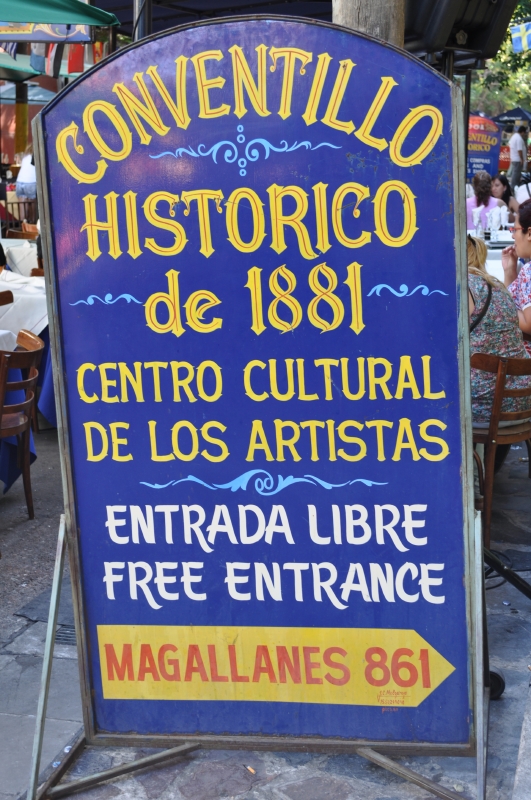 CONVENTILLO
HISTORICO
de 1881
CENTRO CULTURAL
DE LOS ARTISTAS
ENTRADA LIBRE
FREE ENTRANCE
MAGALLANES 861